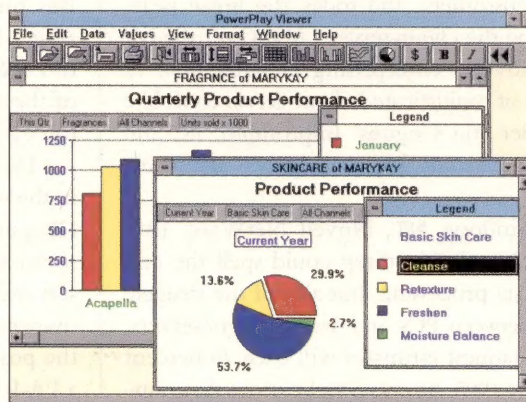 PowerPlay Viewer
File Edit Data Values View Format Window Help
$ B I
FRAGRNCE of MARYKAY
Quarterly Product Performance
This Qtr Fragrances All Channels Units sold x 1000
Legend
January
1250
1000
750
500
250
0
Acapella
SKINCARE of MARYKAY
Product Performance
Current Year Basic Skin Care All Channels
Current Year
29.9%
13.6%
2.7%
53.7%
Legend
Basic Skin Care
Cleanse
Retexture
Freshen
Moisture Balance